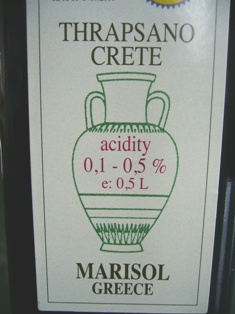 THRAPSANO
CRETE
acidity
0,1 - 0,5 %
e: 0,5 L
MARISOL
GREECE